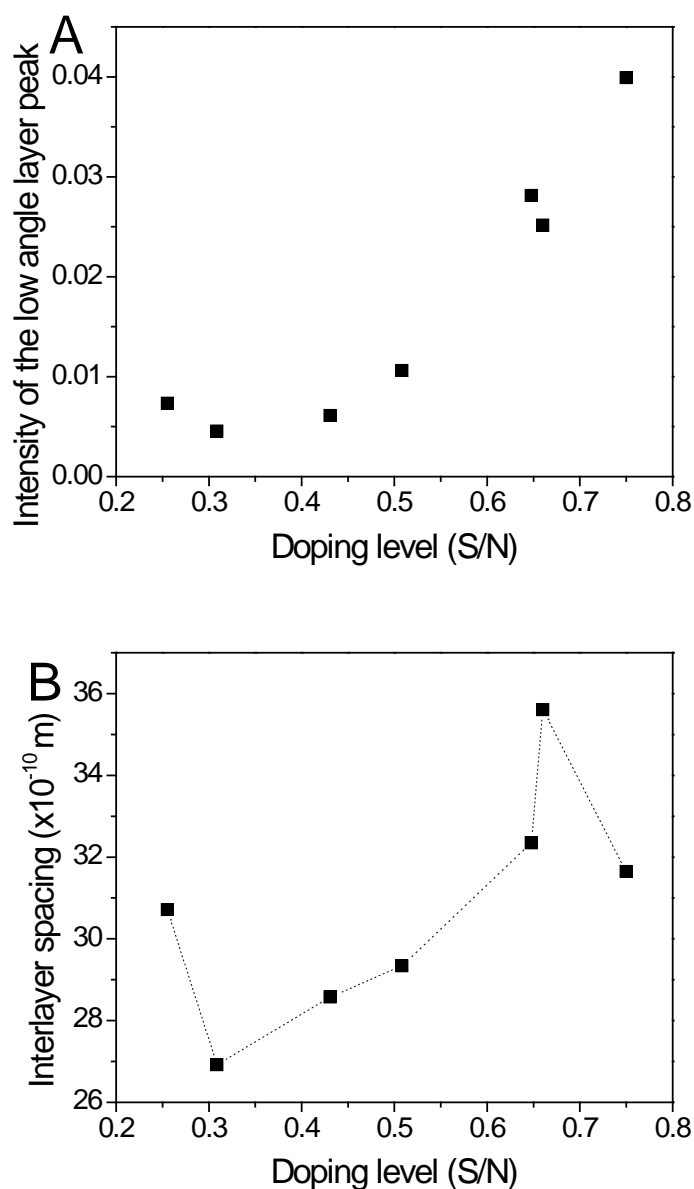 A
Intensity of the low angle layer peak
0.04
0.03
0.02
0.01
0.00
0.2 0.3 0.4 0.5 0.6 0.7 0.8
Doping level (S/N)
B
Interlayer spacing (x10⁻¹⁰ m)
36
34
32
30
28
26
0.2 0.3 0.4 0.5 0.6 0.7 0.8
Doping level (S/N)